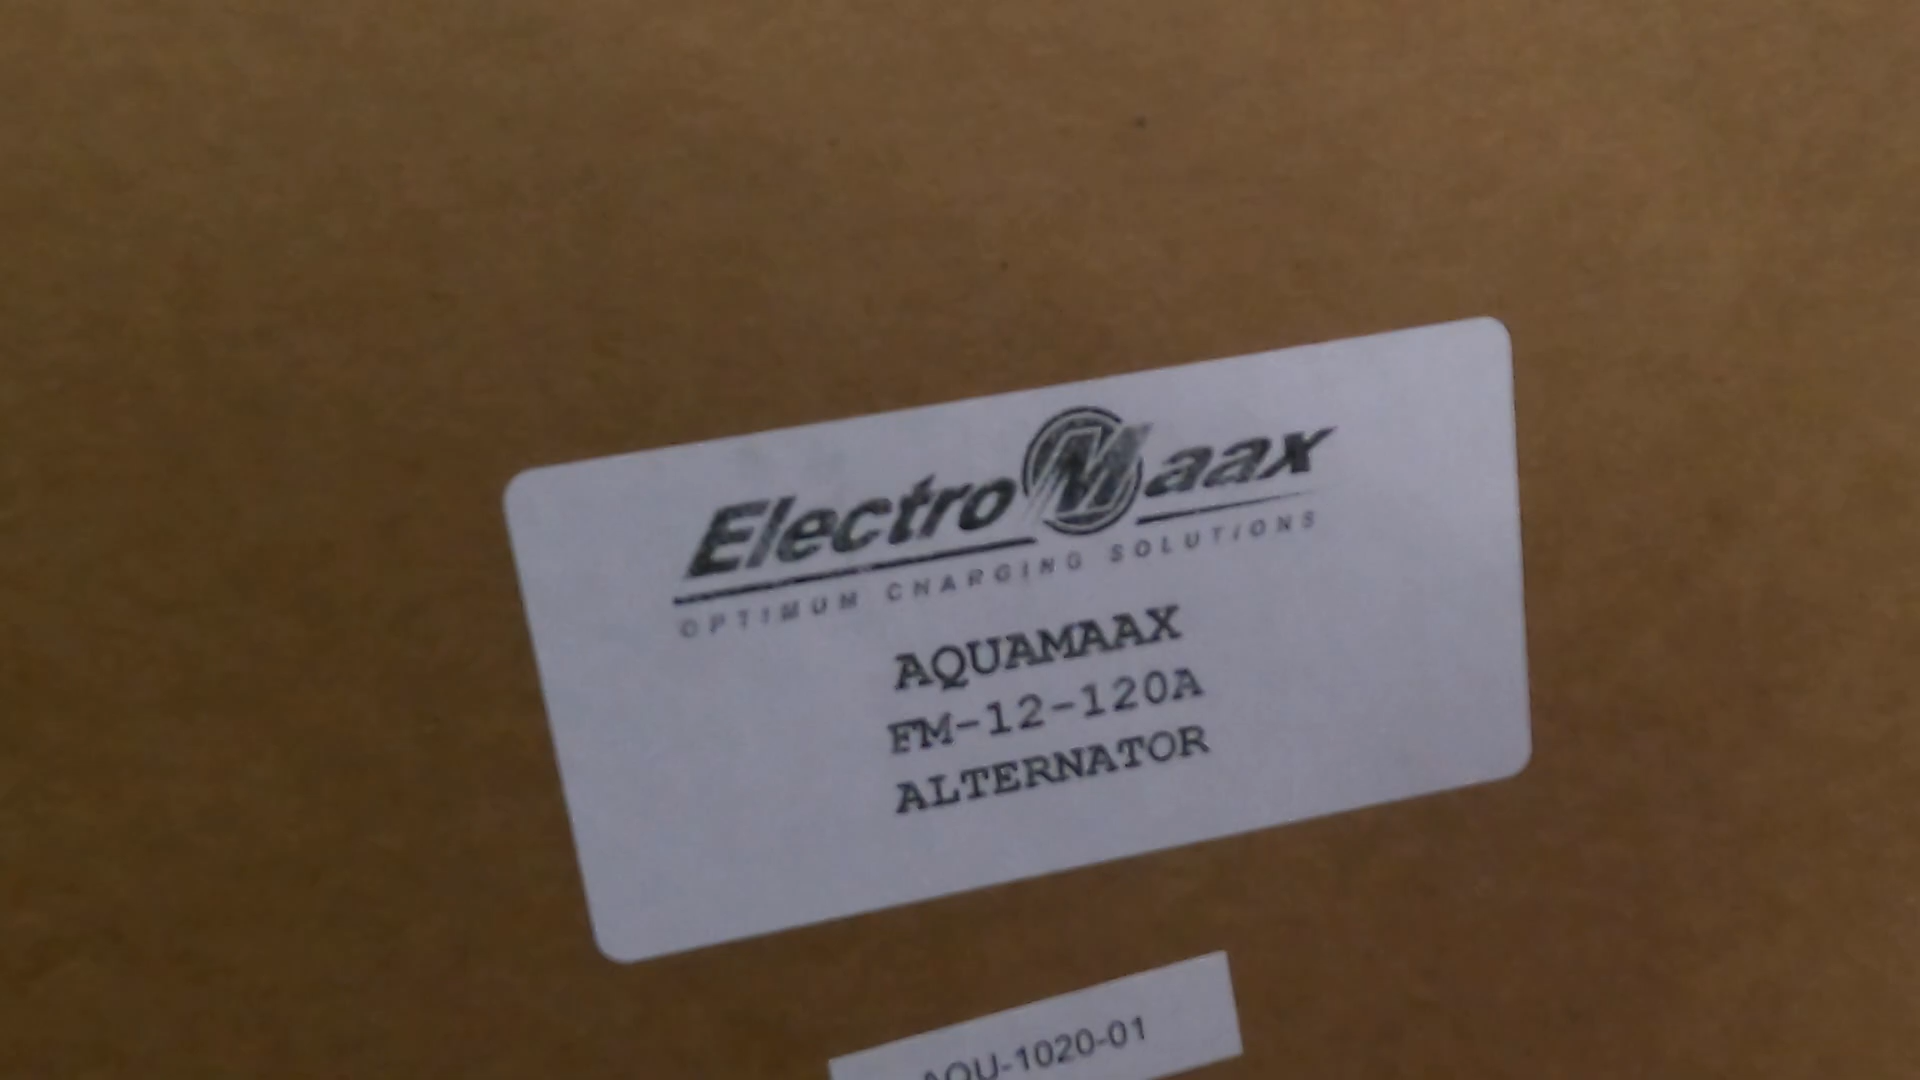 ElectroMaax
OPTIMUM CHARGING SOLUTIONS
AQUAMAAX
FM-12-120A
ALTERNATOR
AQU-1020-01